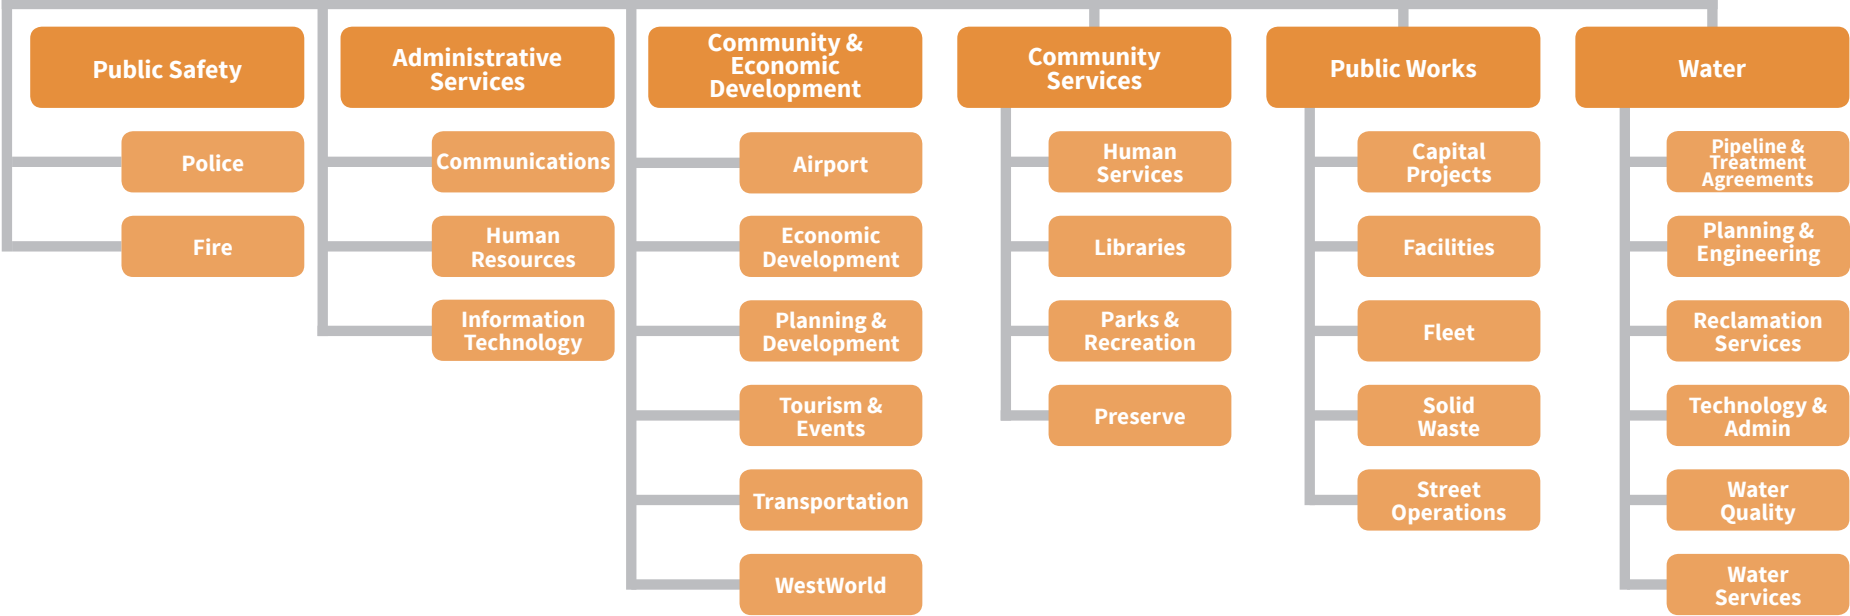 Public Safety
Police
Fire
Administrative
Services
Communications
Human
Resources
Information
Technology
Community &
Economic
Development
Airport
Economic
Development
Planning &
Development
Tourism &
Events
Transportation
WestWorld
Community
Services
Human
Services
Libraries
Parks &
Recreation
Preserve
Public Works
Capital
Projects
Facilities
Fleet
Solid
Waste
Street
Operations
Water
Pipeline &
Treatment
Agreements
Planning &
Engineering
Reclamation
Services
Technology &
Admin
Water
Quality
Water
Services